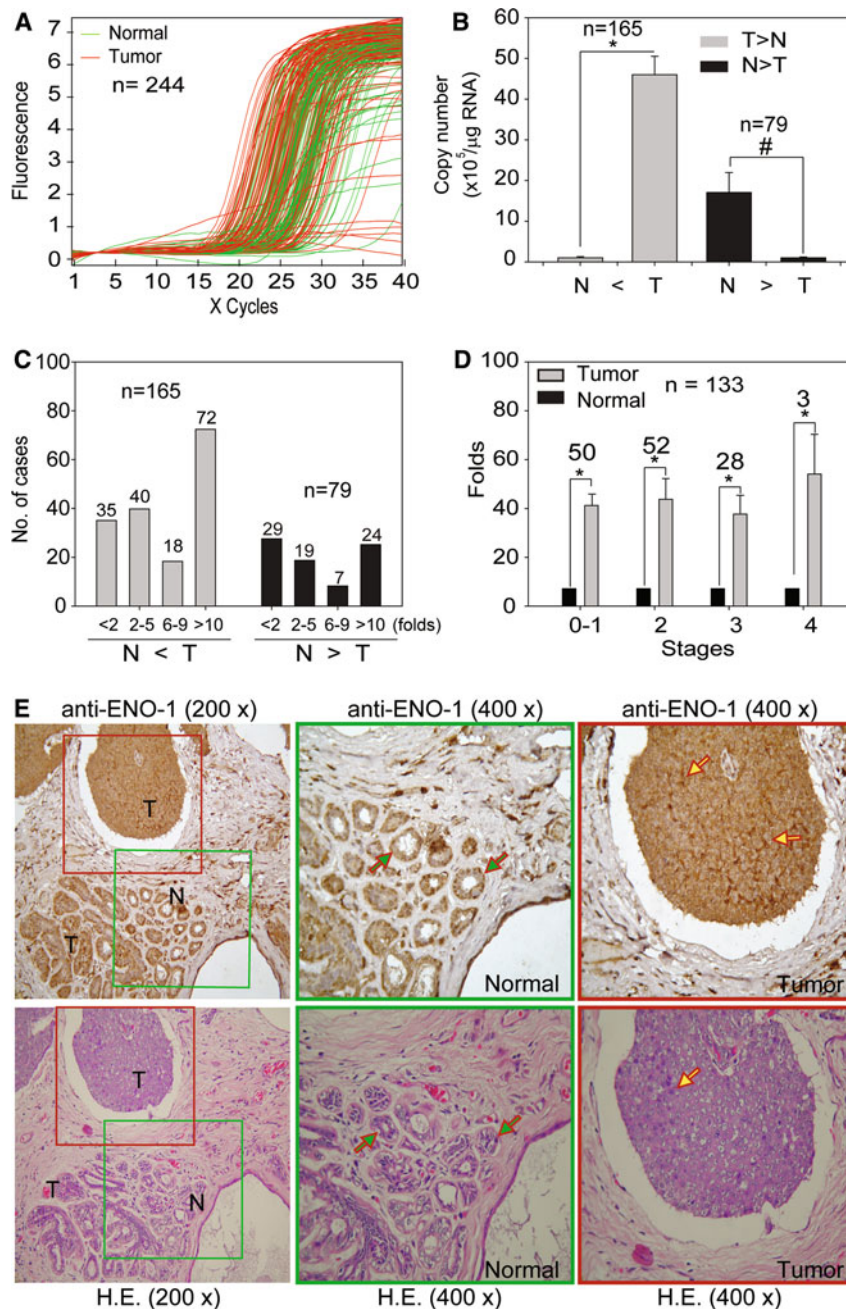 A
Normal
Tumor
n= 244
Fluorescence
7
6
5
4
3
2
1
0
1 5 10 15 20 25 30 35 40
X Cycles
B
n=165
*
T>N
N>T
n=79
#
Copy number
(x10⁵/µg RNA)
60
50
40
30
20
10
0
N < T N > T
C
n=165
n=79
No. of cases
100
80
60
40
20
0
35 40 18 72 29 19 7 24
<2 2-5 6-9 >10 <2 2-5 6-9 >10 (folds)
N < T N > T
D
Tumor
Normal
n = 133
Folds
100
80
60
40
20
0
50 52 28 3
* * * *
0-1 2 3 4
Stages
E
anti-ENO-1 (200 x) anti-ENO-1 (400 x) anti-ENO-1 (400 x)
T
N
T
Normal
Tumor
T
T
N
Normal
Tumor
H.E. (200 x) H.E. (400 x) H.E. (400 x)